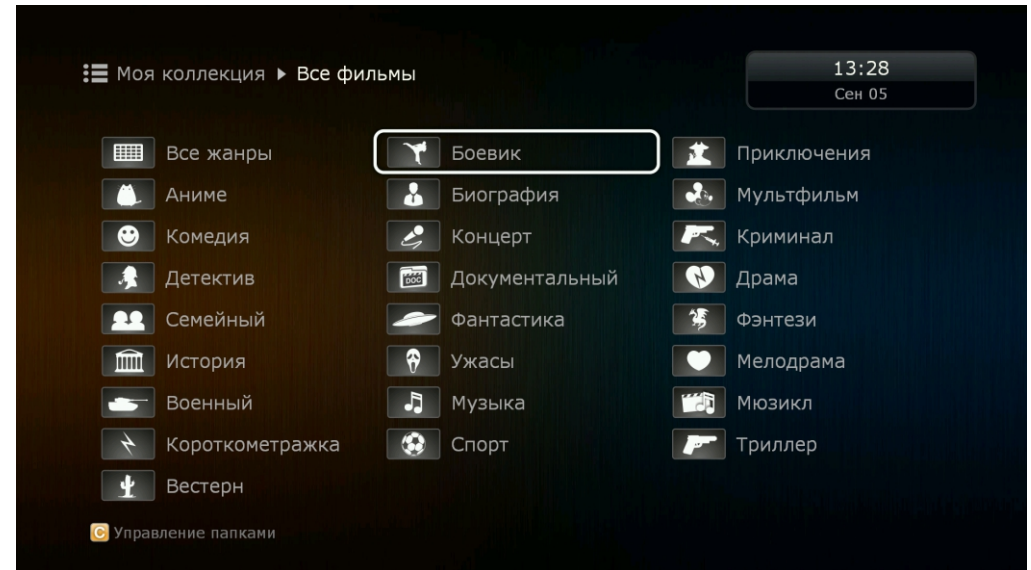 Моя коллекция ▶ Все фильмы
13:28
Сен 05
Все жанры
Боевик
Приключения
Аниме
Биография
Мультфильм
Комедия
Концерт
Криминал
Детектив
DOC
Документальный
Драма
Семейный
Фантастика
Фэнтези
История
Ужасы
Мелодрама
Военный
Музыка
Мюзикл
Короткометражка
Спорт
Триллер
Вестерн
C Управление папками